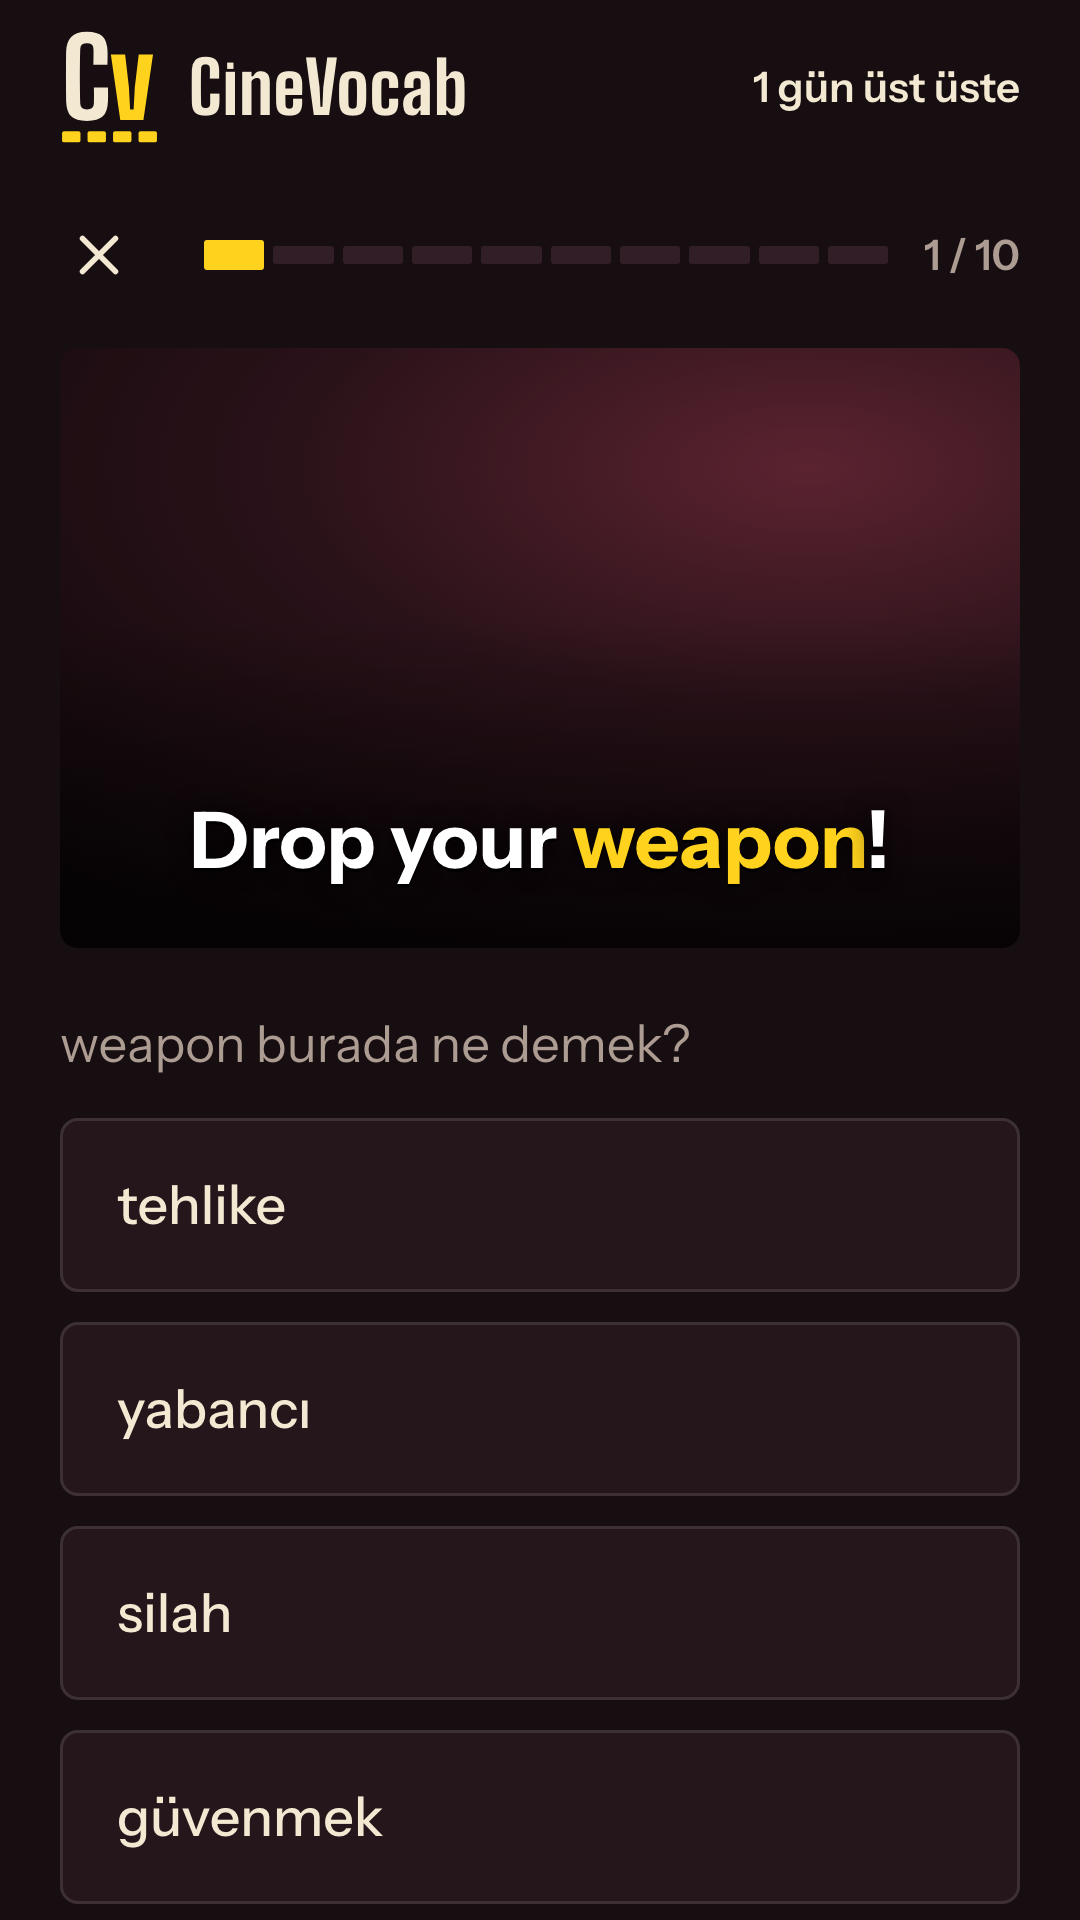 Cv CineVocab 1 gün üst üste
1 / 10
Drop your weapon!
weapon burada ne demek?
tehlike
yabancı
silah
güvenmek